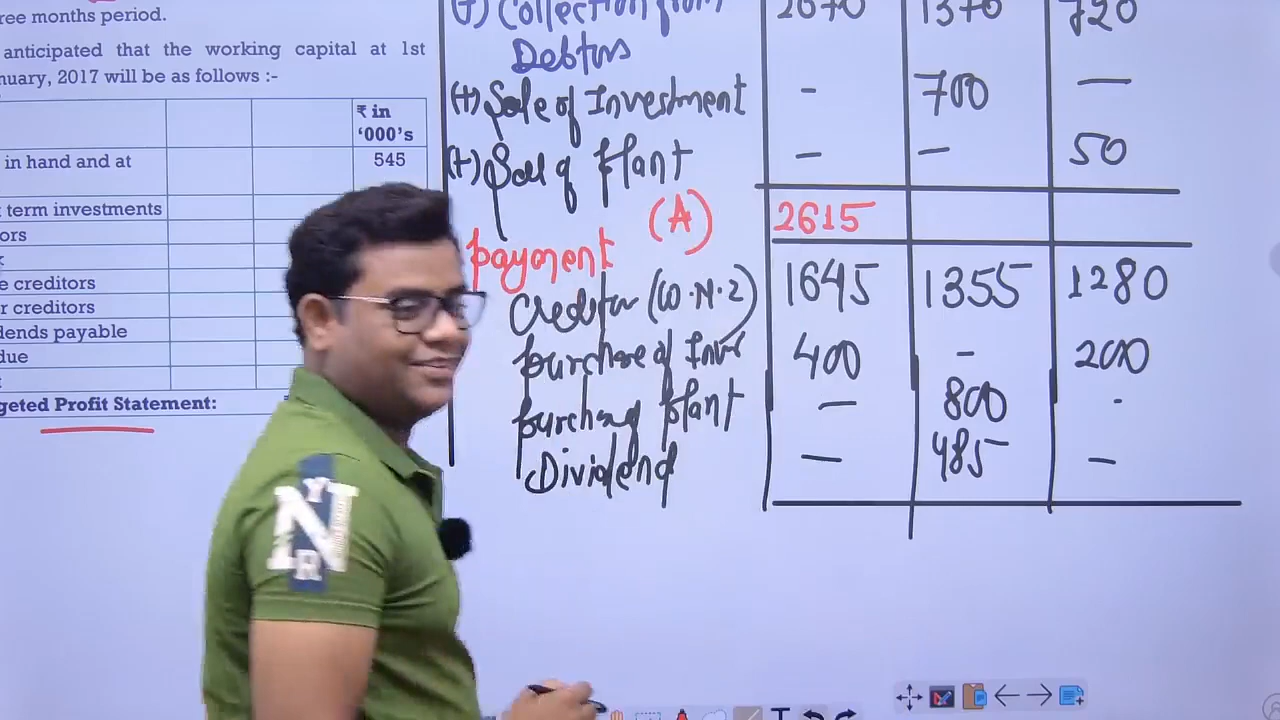 ree months period.
anticipated that the working capital at 1st
nuary, 2017 will be as follows :-
₹ in
‘000’s
in hand and at 545
term investments
ors
e creditors
r creditors
dends payable
due
geted Profit Statement:
(+) Collection from 2070 1370 720
Debtors
(+) Sale of Investment - 700 —
(+) Sale of Plant — — 50
(A) 2615
payment
Creditor (W.N.2) 1645 1355 1280
purchase of Inv 400 - 200
purchase plant — 800 -
Dividend — 485 —
NY
R